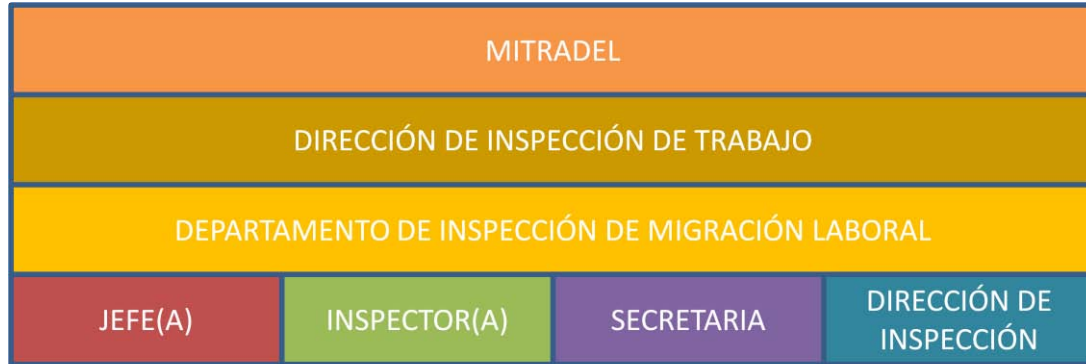 MITRADEL
DIRECCIÓN DE INSPECCIÓN DE TRABAJO
DEPARTAMENTO DE INSPECCIÓN DE MIGRACIÓN LABORAL
JEFE(A)
INSPECTOR(A)
SECRETARIA
DIRECCIÓN DE
INSPECCIÓN